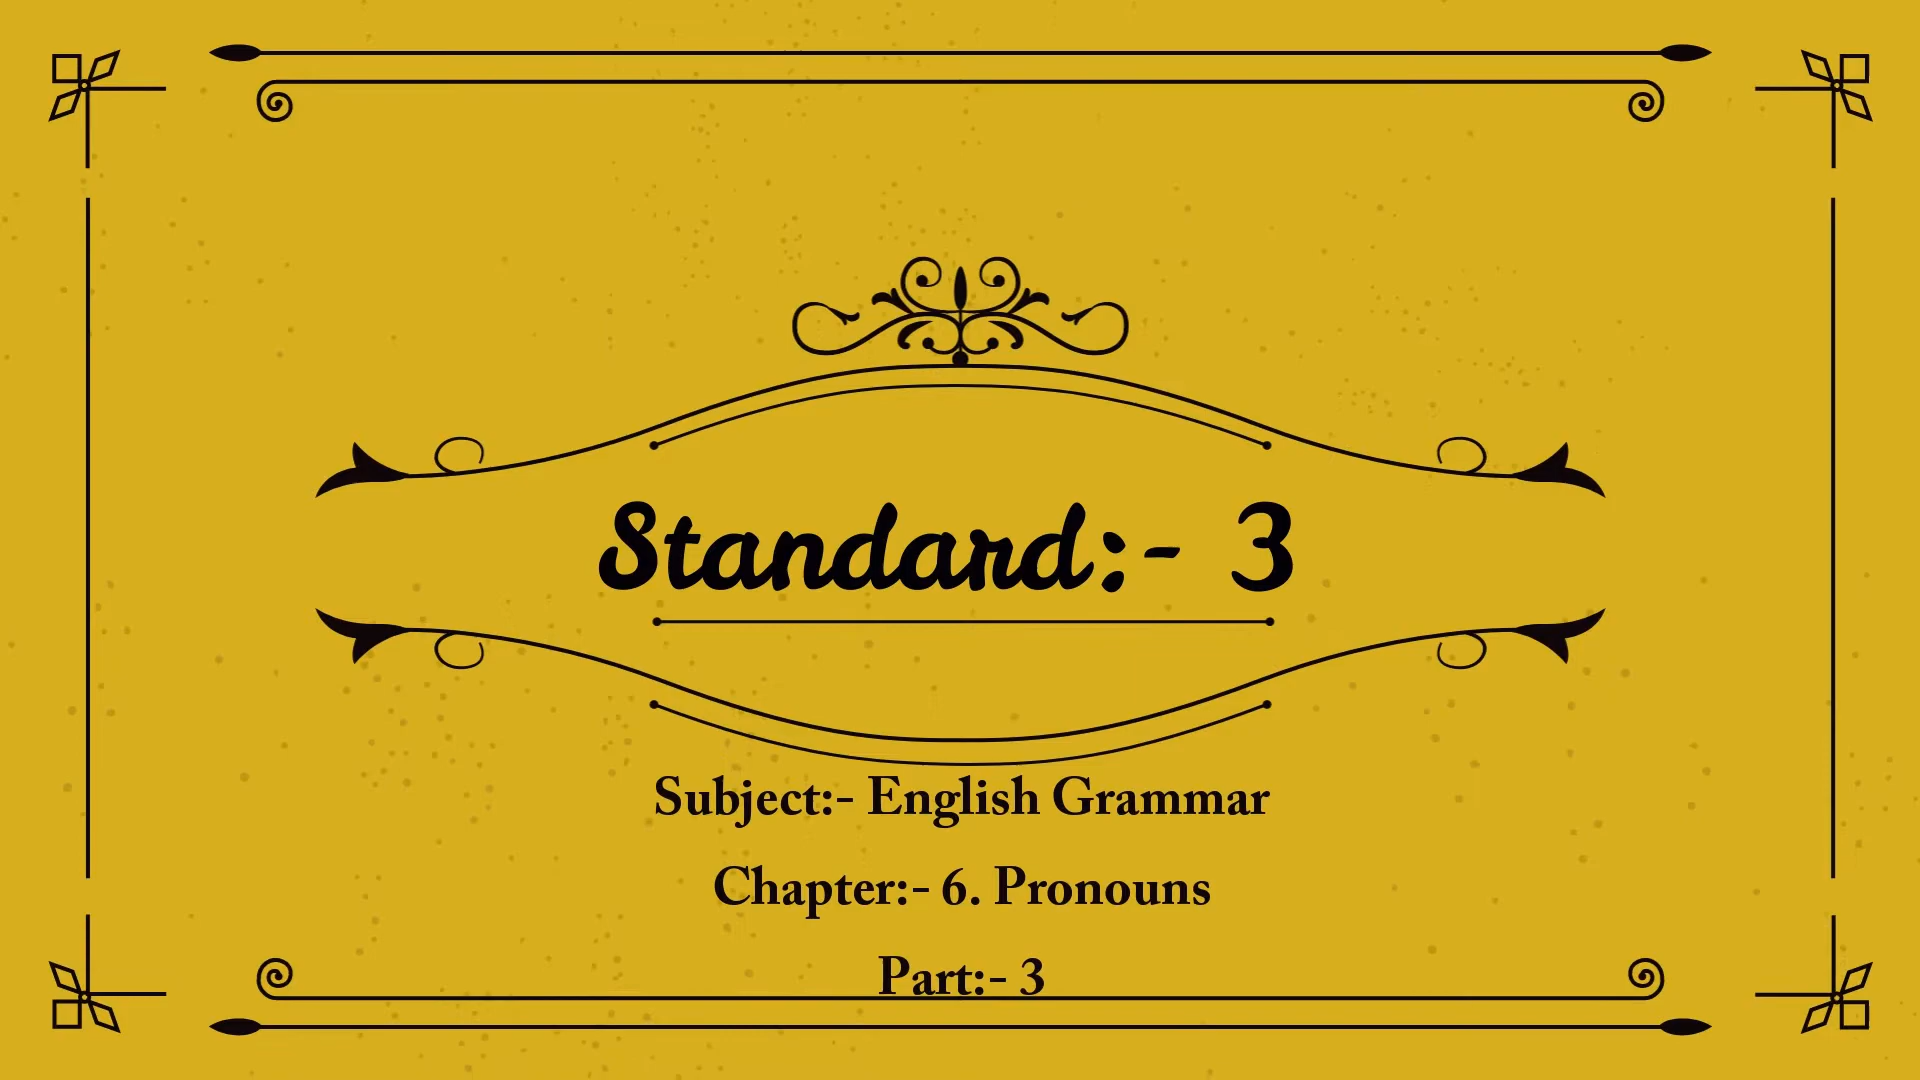 Standard:- 3
Subject:- English Grammar
Chapter:- 6. Pronouns
Part:- 3